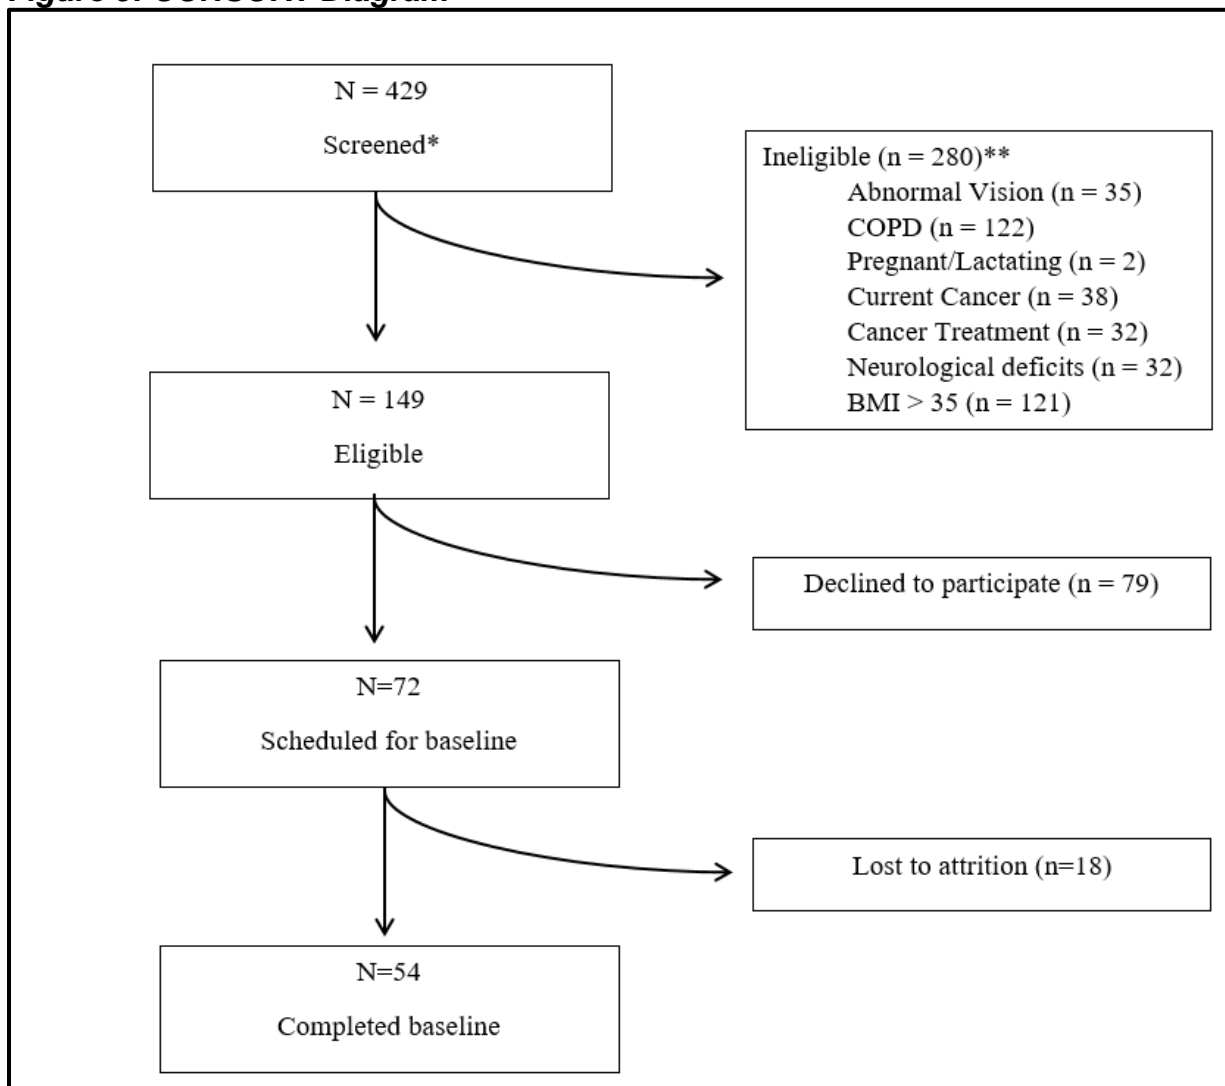 N = 429
Screened*
Ineligible (n = 280)**
Abnormal Vision (n = 35)
COPD (n = 122)
Pregnant/Lactating (n = 2)
Current Cancer (n = 38)
Cancer Treatment (n = 32)
Neurological deficits (n = 32)
BMI > 35 (n = 121)
N = 149
Eligible
Declined to participate (n = 79)
N=72
Scheduled for baseline
Lost to attrition (n=18)
N=54
Completed baseline